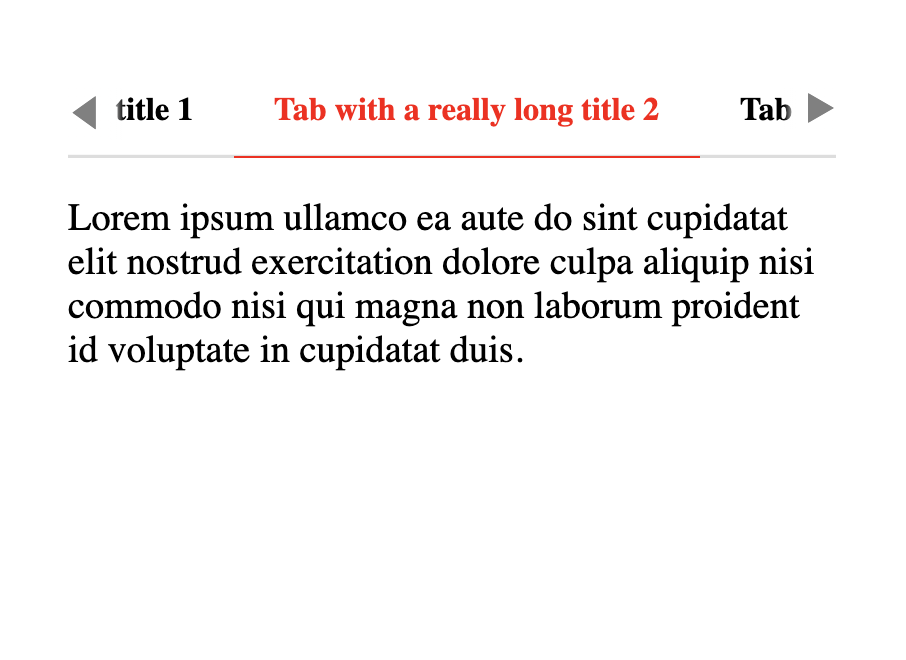 title 1 Tab with a really long title 2 Tab
Lorem ipsum ullamco ea aute do sint cupidatat
elit nostrud exercitation dolore culpa aliquip nisi
commodo nisi qui magna non laborum proident
id voluptate in cupidatat duis.